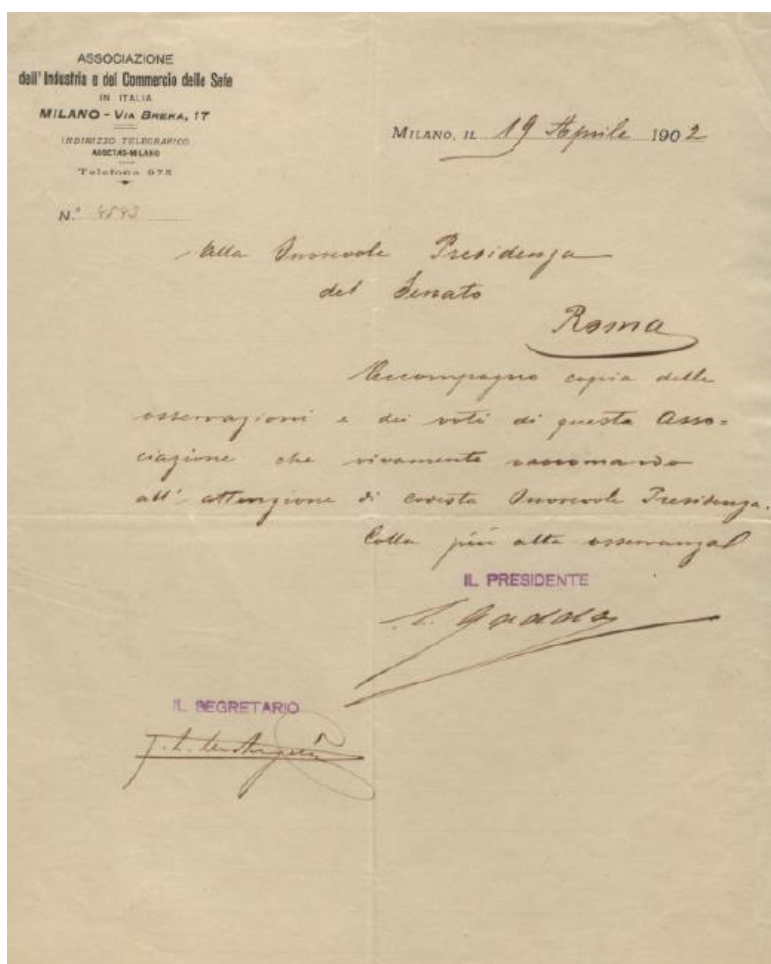 ASSOCIAZIONE
dell'Industria e del Commercio delle Sete
IN ITALIA
MILANO - VIA BRERA, 17
INDIRIZZO TELEGRAFICO
ASSETAS-MILANO
Telefono 975
MILANO, IL 19 Aprile 1902
N.° 4543
Alla Onorevole Presidenza
del Senato
Roma
Accompagno copia delle
osservazioni e dei voti di questa Asso=
ciazione che vivamente raccomando
all'attenzione di codesta Onorevole Presidenza.
Colla più alta osservanza
IL PRESIDENTE
Gadda
IL SEGRETARIO